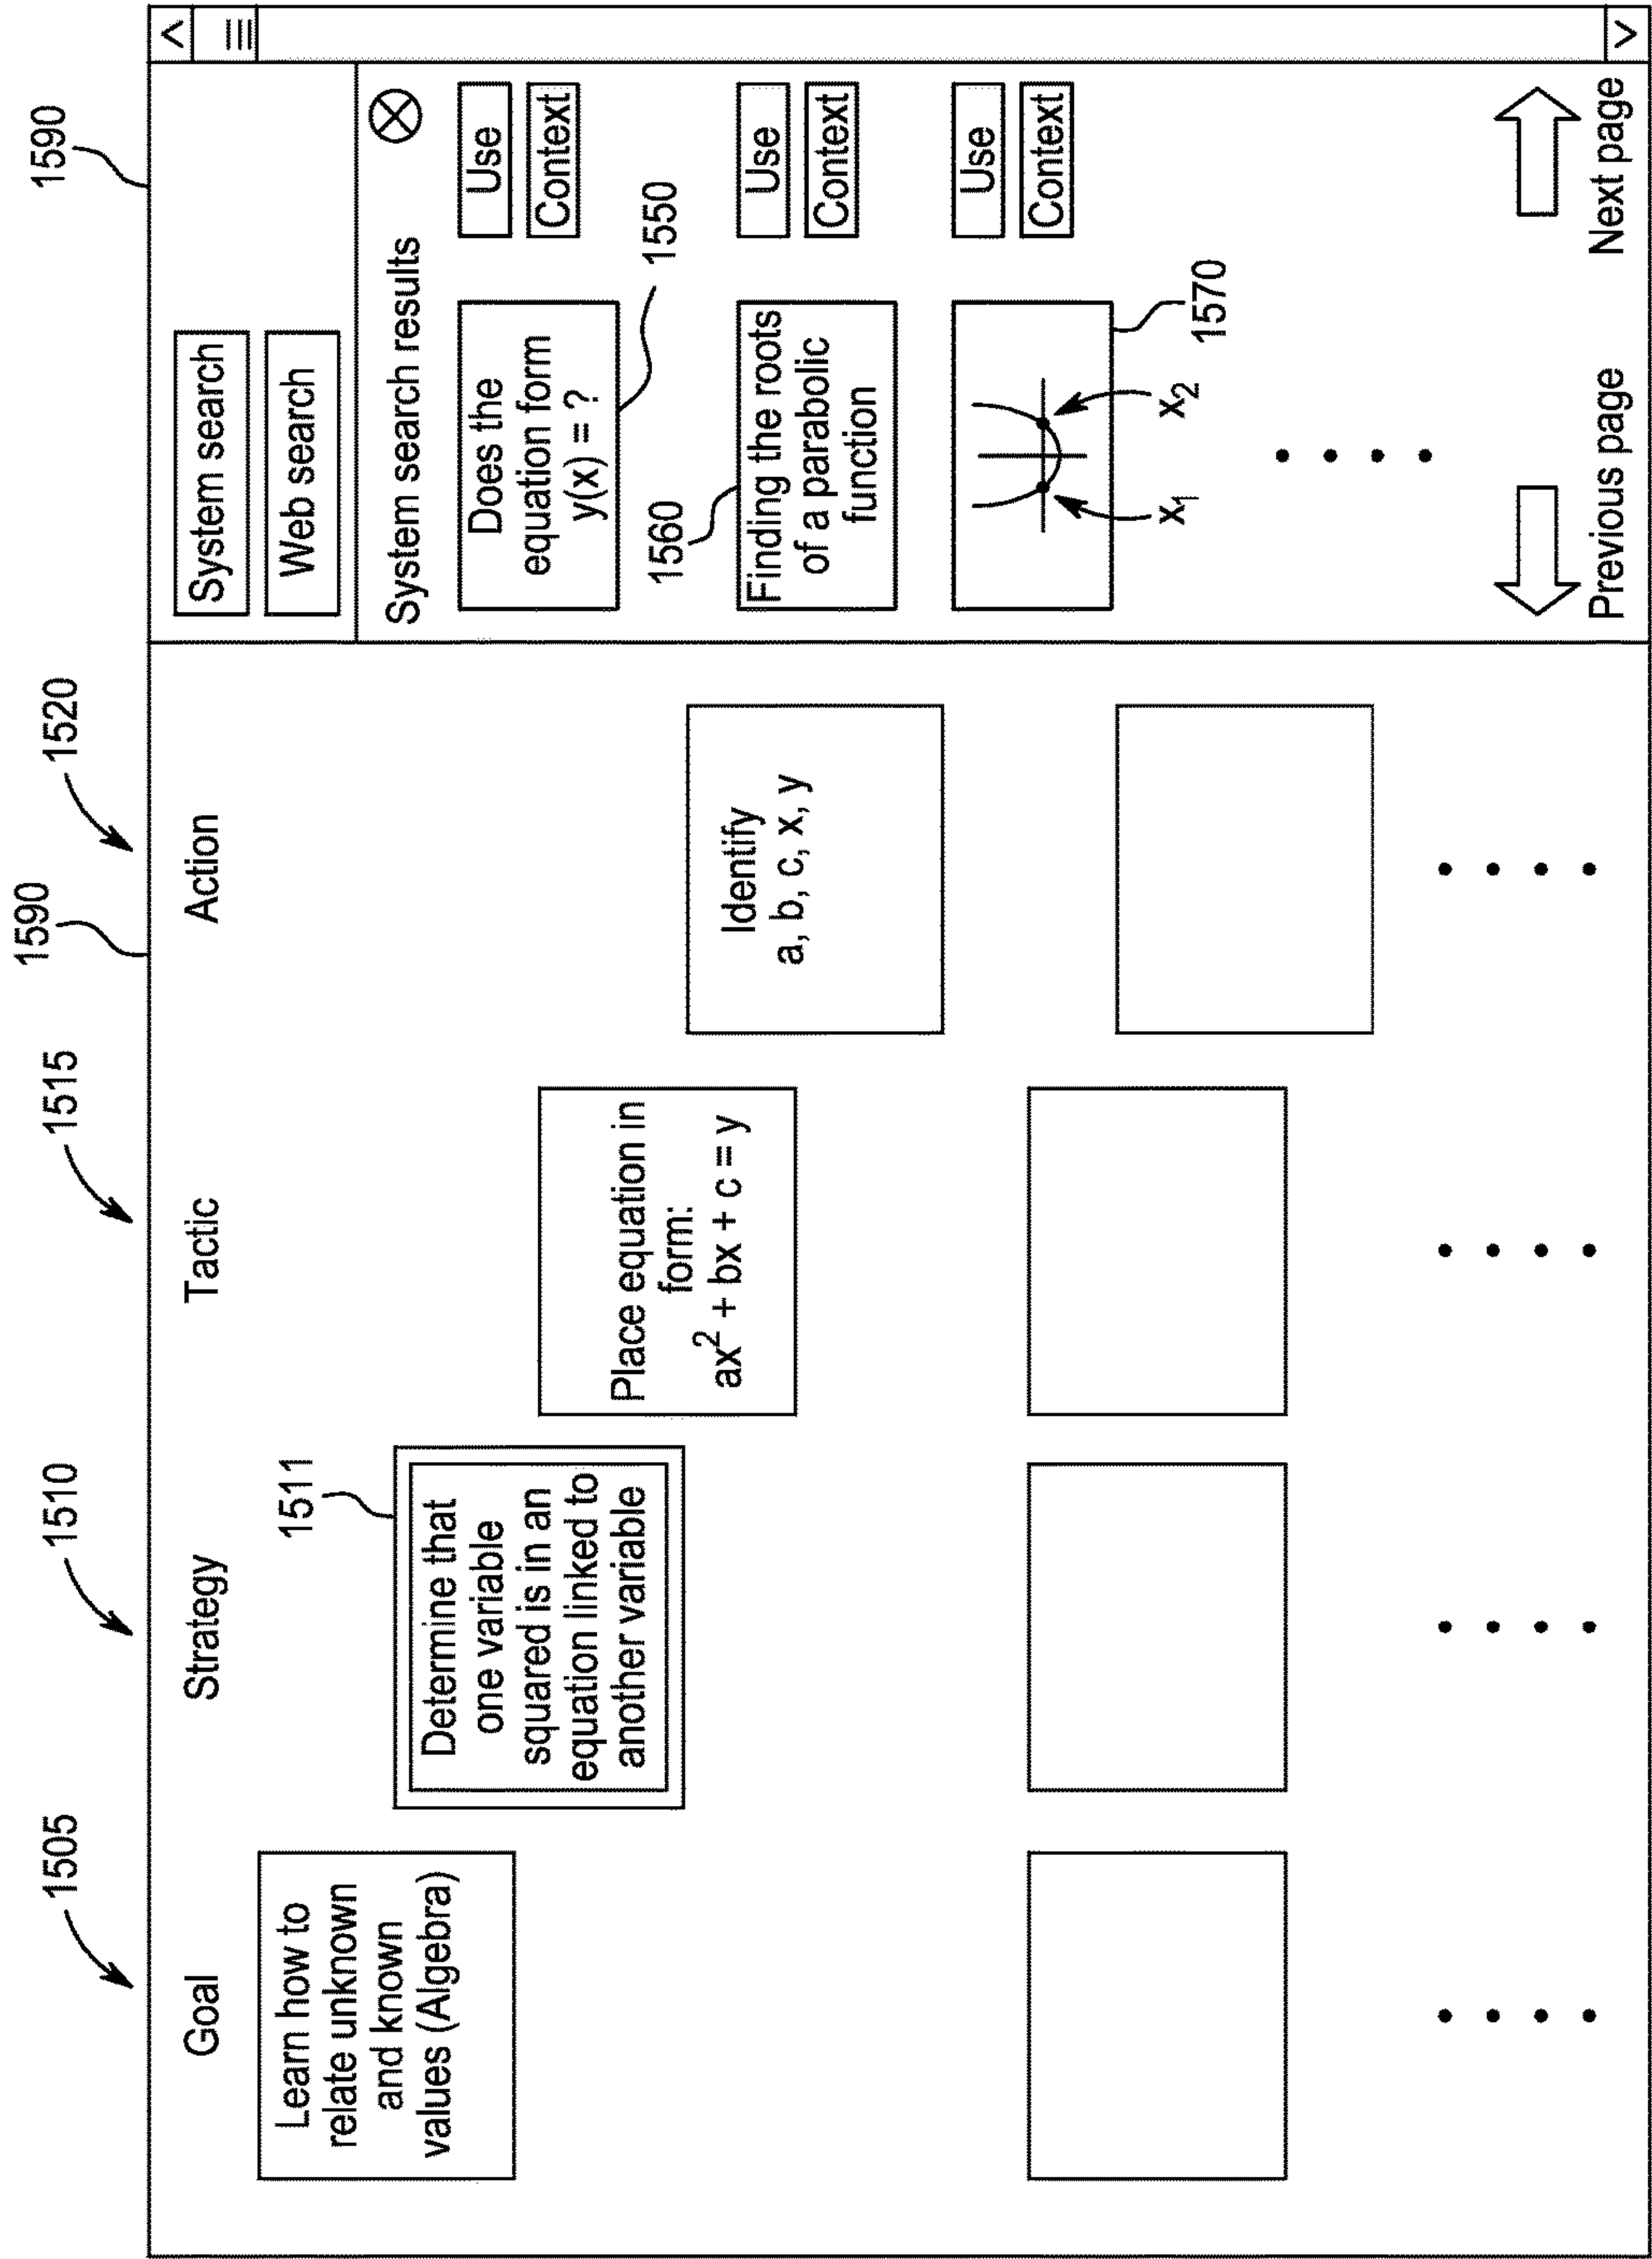 1505
1510
1515
1590
1520
1590
Goal
Strategy
Tactic
Action
Learn how to
relate unknown
and known
values (Algebra)
1511
Determine that
one variable
squared is in an
equation linked to
another variable
Place equation in
form:
ax² + bx + c = y
Identify
a, b, c, x, y
System search
Web search
System search results
Does the
equation form
y(x) = ?
Use
Context
1550
1560
Finding the roots
of a parabolic
function
Use
Context
Use
Context
x₁
x₂
1570
Previous page
Next page